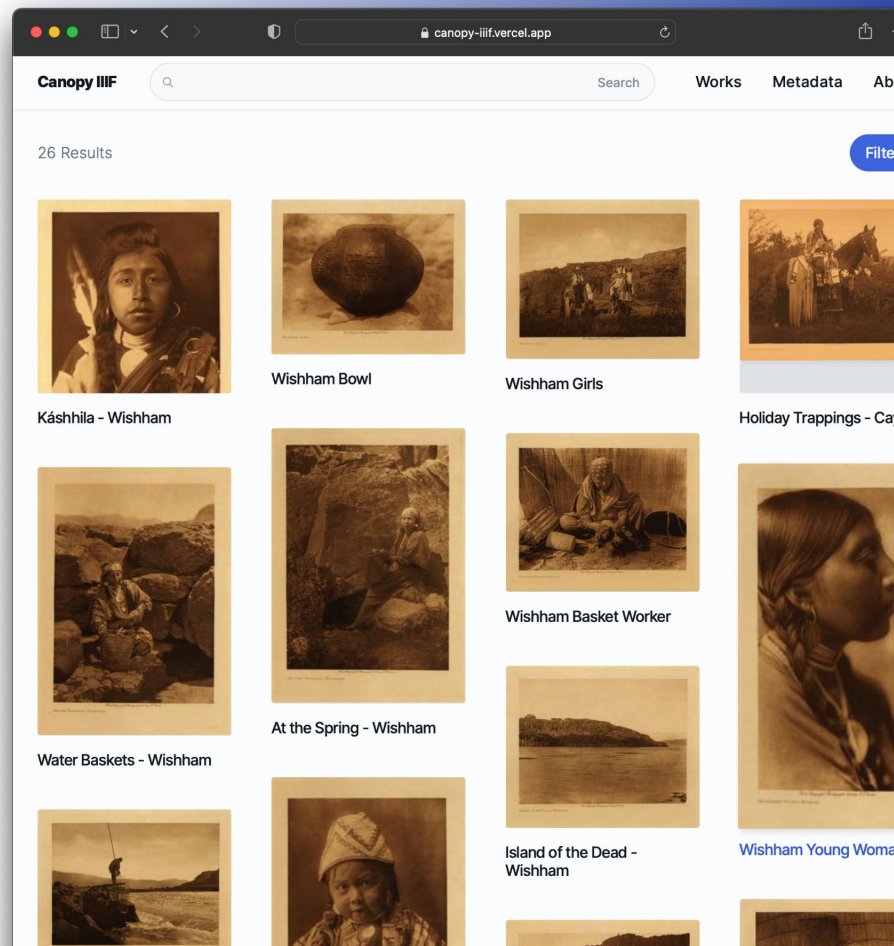 canopy-iiif.vercel.app
Canopy IIIF
Search
Works
Metadata
Ab
26 Results
Filte
Káshhila - Wishham
Wishham Bowl
Wishham Girls
Holiday Trappings - Cay
Water Baskets - Wishham
At the Spring - Wishham
Wishham Basket Worker
Island of the Dead -
Wishham
Wishham Young Woma